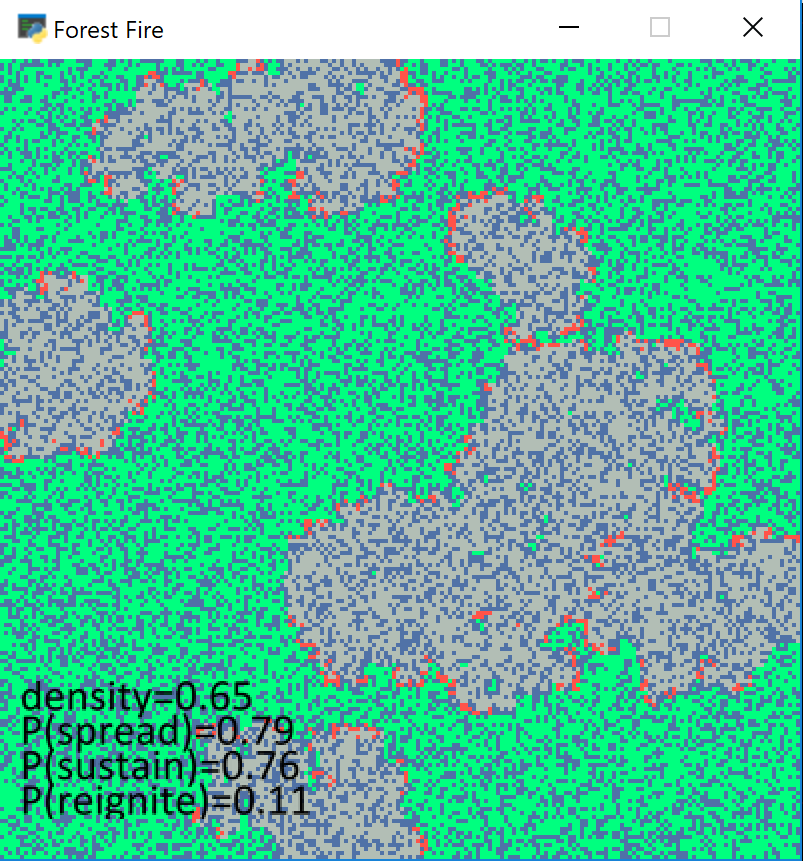 Forest Fire
density=0.65
P(spread)=0.79
P(sustain)=0.76
P(reignite)=0.11